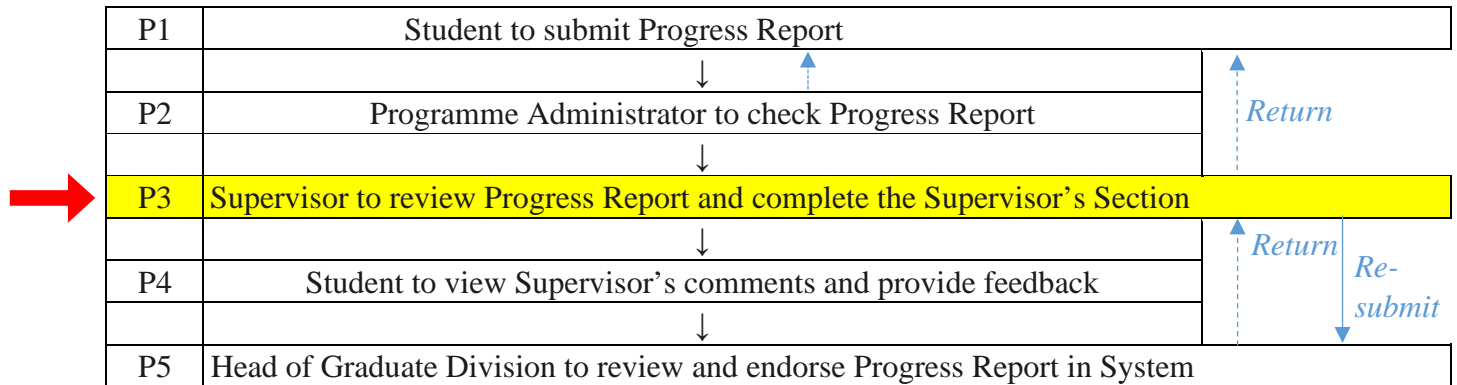 P1 Student to submit Progress Report
↓
P2 Programme Administrator to check Progress Report
Return
↓
P3 Supervisor to review Progress Report and complete the Supervisor's Section
↓
Return
Re-
submit
P4 Student to view Supervisor's comments and provide feedback
↓
P5 Head of Graduate Division to review and endorse Progress Report in System